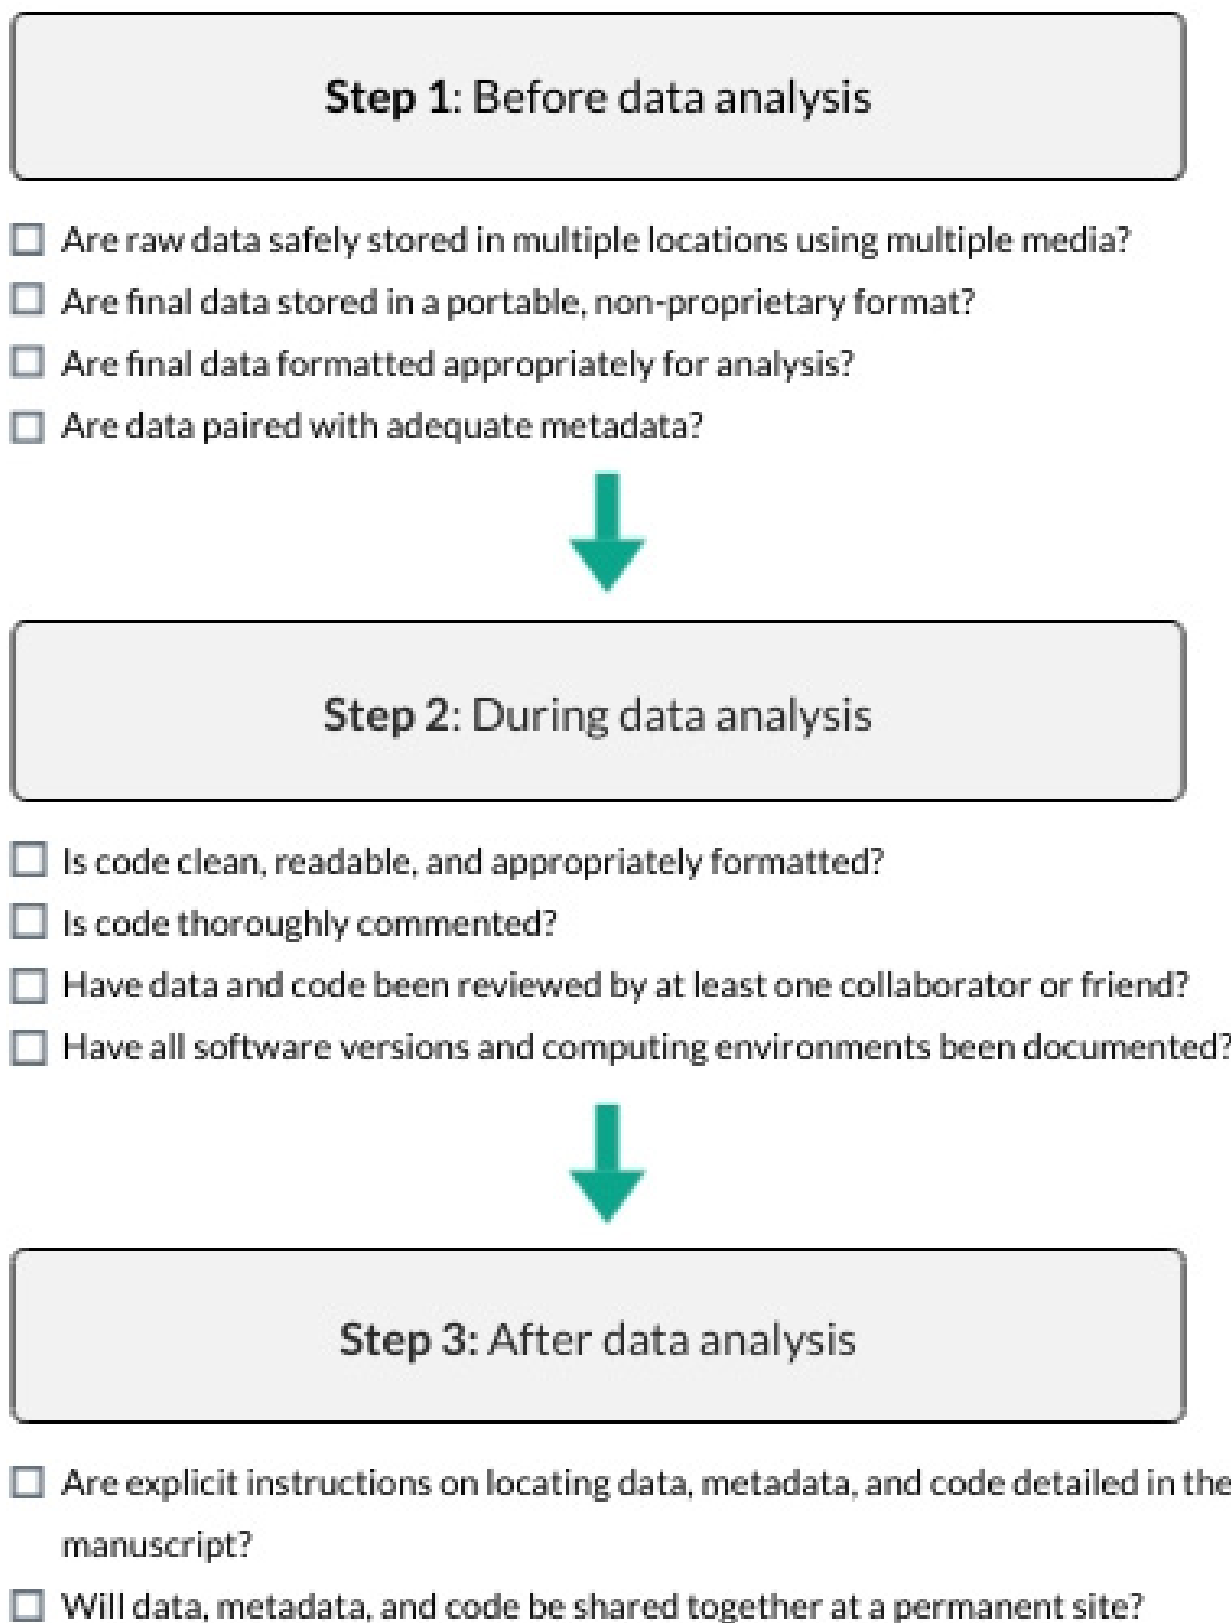 Step 1: Before data analysis
Are raw data safely stored in multiple locations using multiple media?
Are final data stored in a portable, non-proprietary format?
Are final data formatted appropriately for analysis?
Are data paired with adequate metadata?
Step 2: During data analysis
Is code clean, readable, and appropriately formatted?
Is code thoroughly commented?
Have data and code been reviewed by at least one collaborator or friend?
Have all software versions and computing environments been documented?
Step 3: After data analysis
Are explicit instructions on locating data, metadata, and code detailed in the
manuscript?
Will data, metadata, and code be shared together at a permanent site?